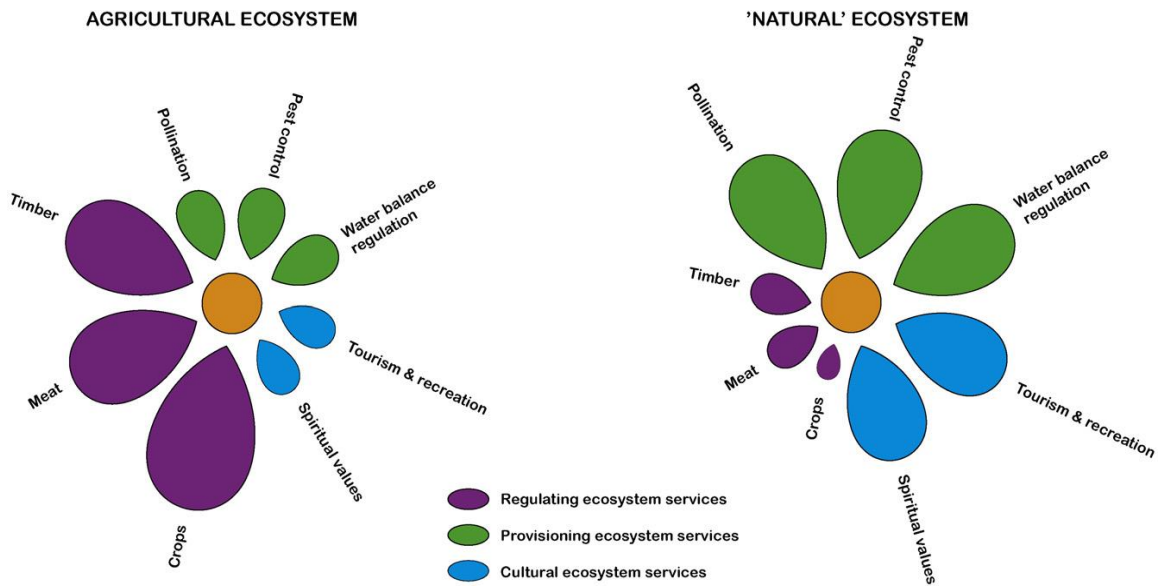 AGRICULTURAL ECOSYSTEM
Pollination
Pest control
Timber
Water balance
regulation
Meat
Tourism & recreation
Spiritual values
Crops
'NATURAL' ECOSYSTEM
Pollination
Pest control
Water balance
regulation
Timber
Meat
Crops
Tourism & recreation
Spiritual values
Regulating ecosystem services
Provisioning ecosystem services
Cultural ecosystem services